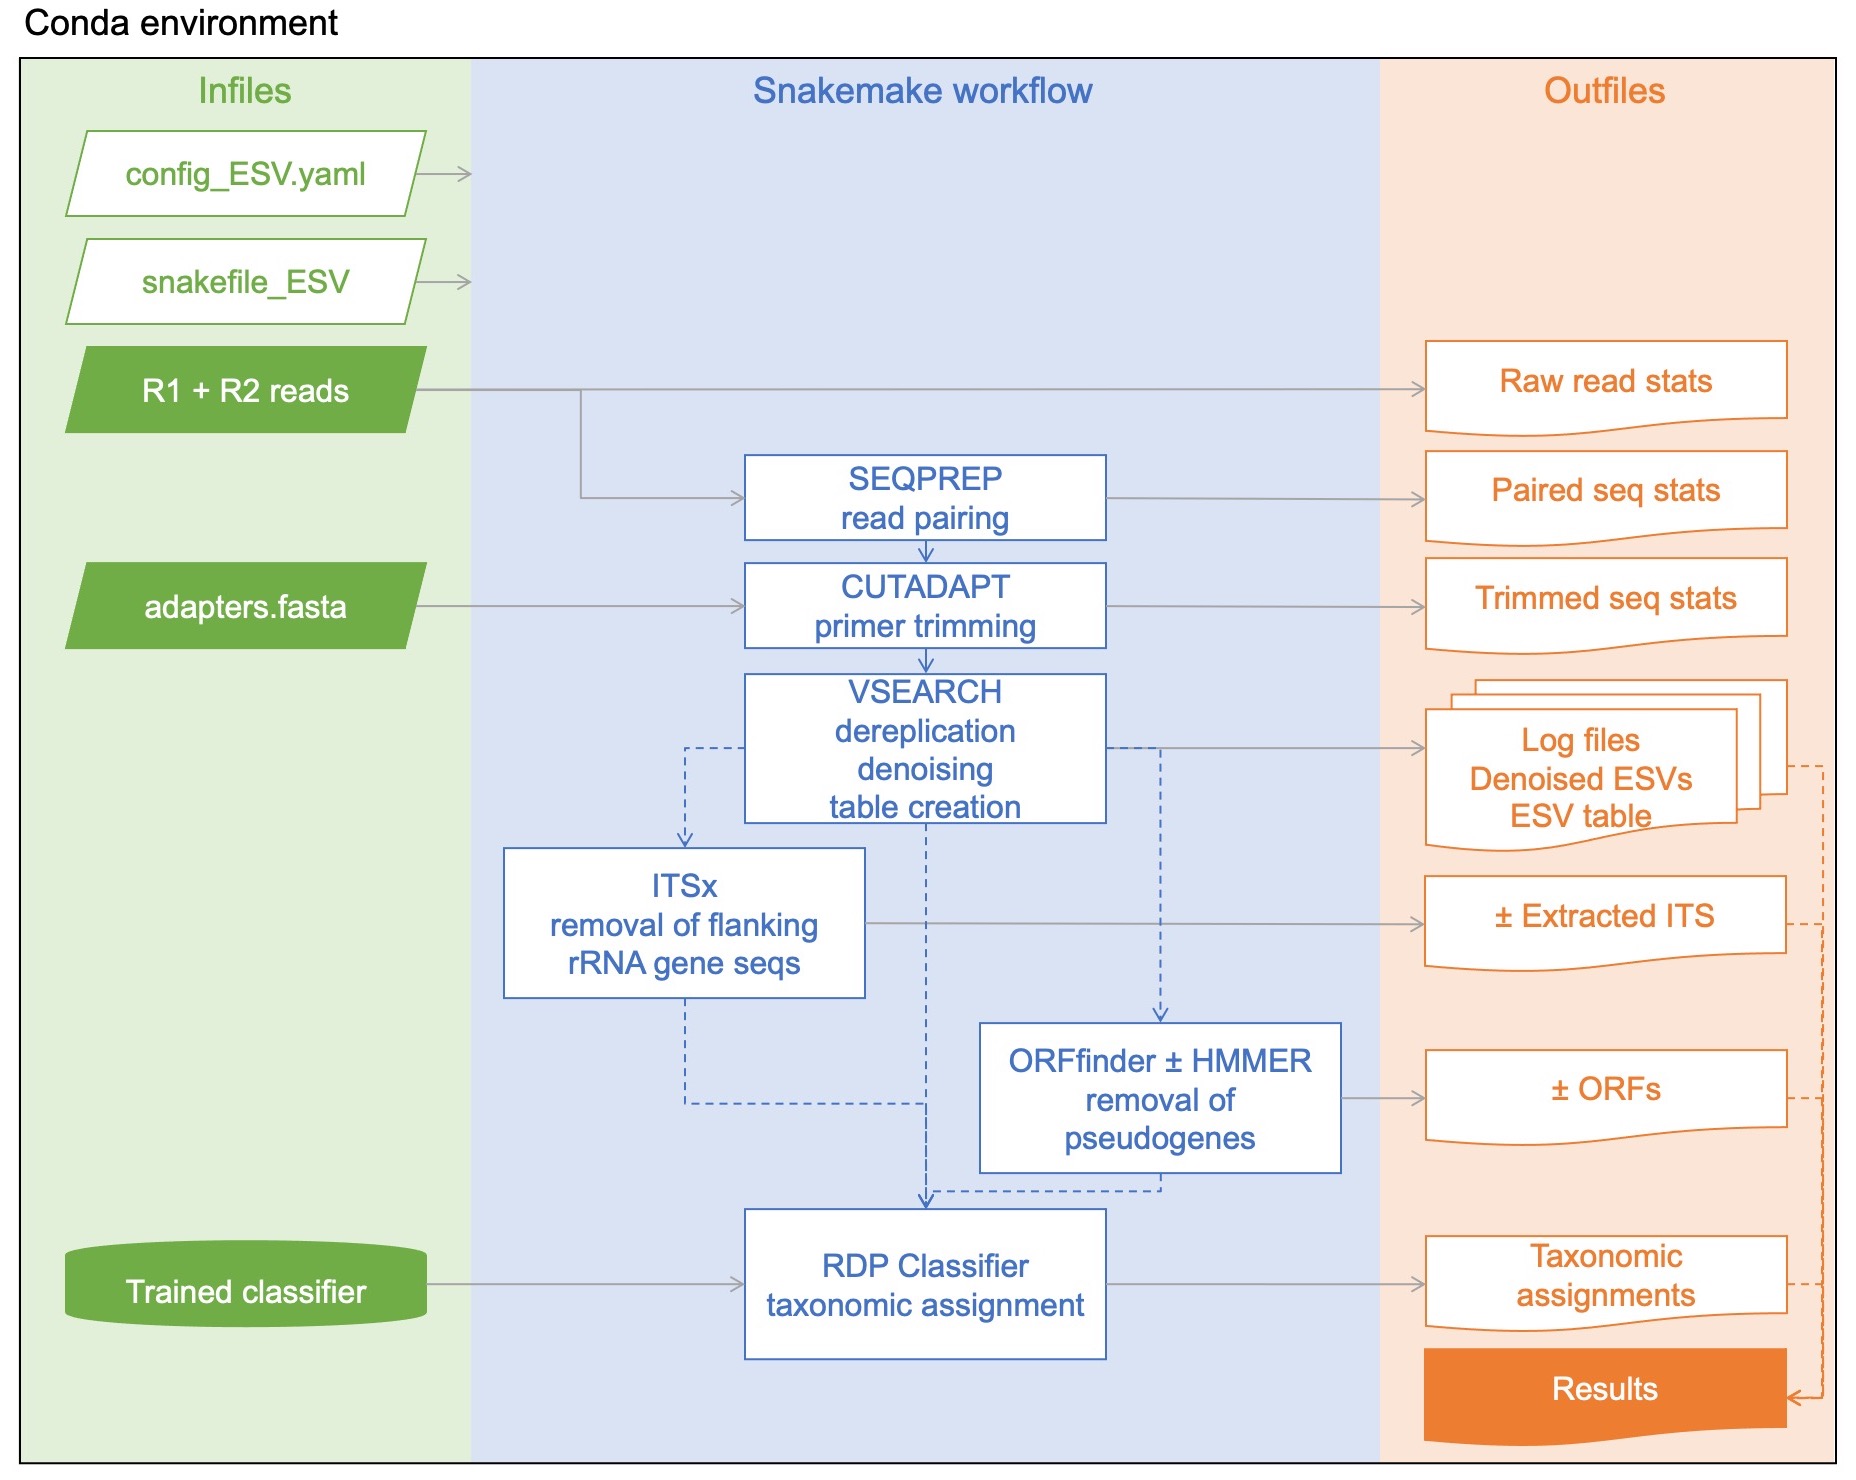 Conda environment
Infiles
Snakemake workflow
Outfiles
config_ESV.yaml
snakefile_ESV
R1 + R2 reads
Raw read stats
SEQPREP
read pairing
Paired seq stats
adapters.fasta
CUTADAPT
primer trimming
Trimmed seq stats
VSEARCH
dereplication
denoising
table creation
Log files
Denoised ESVs
ESV table
ITSx
removal of flanking
rRNA gene seqs
± Extracted ITS
ORFfinder ± HMMER
removal of
pseudogenes
± ORFs
Trained classifier
RDP Classifier
taxonomic assignment
Taxonomic
assignments
Results